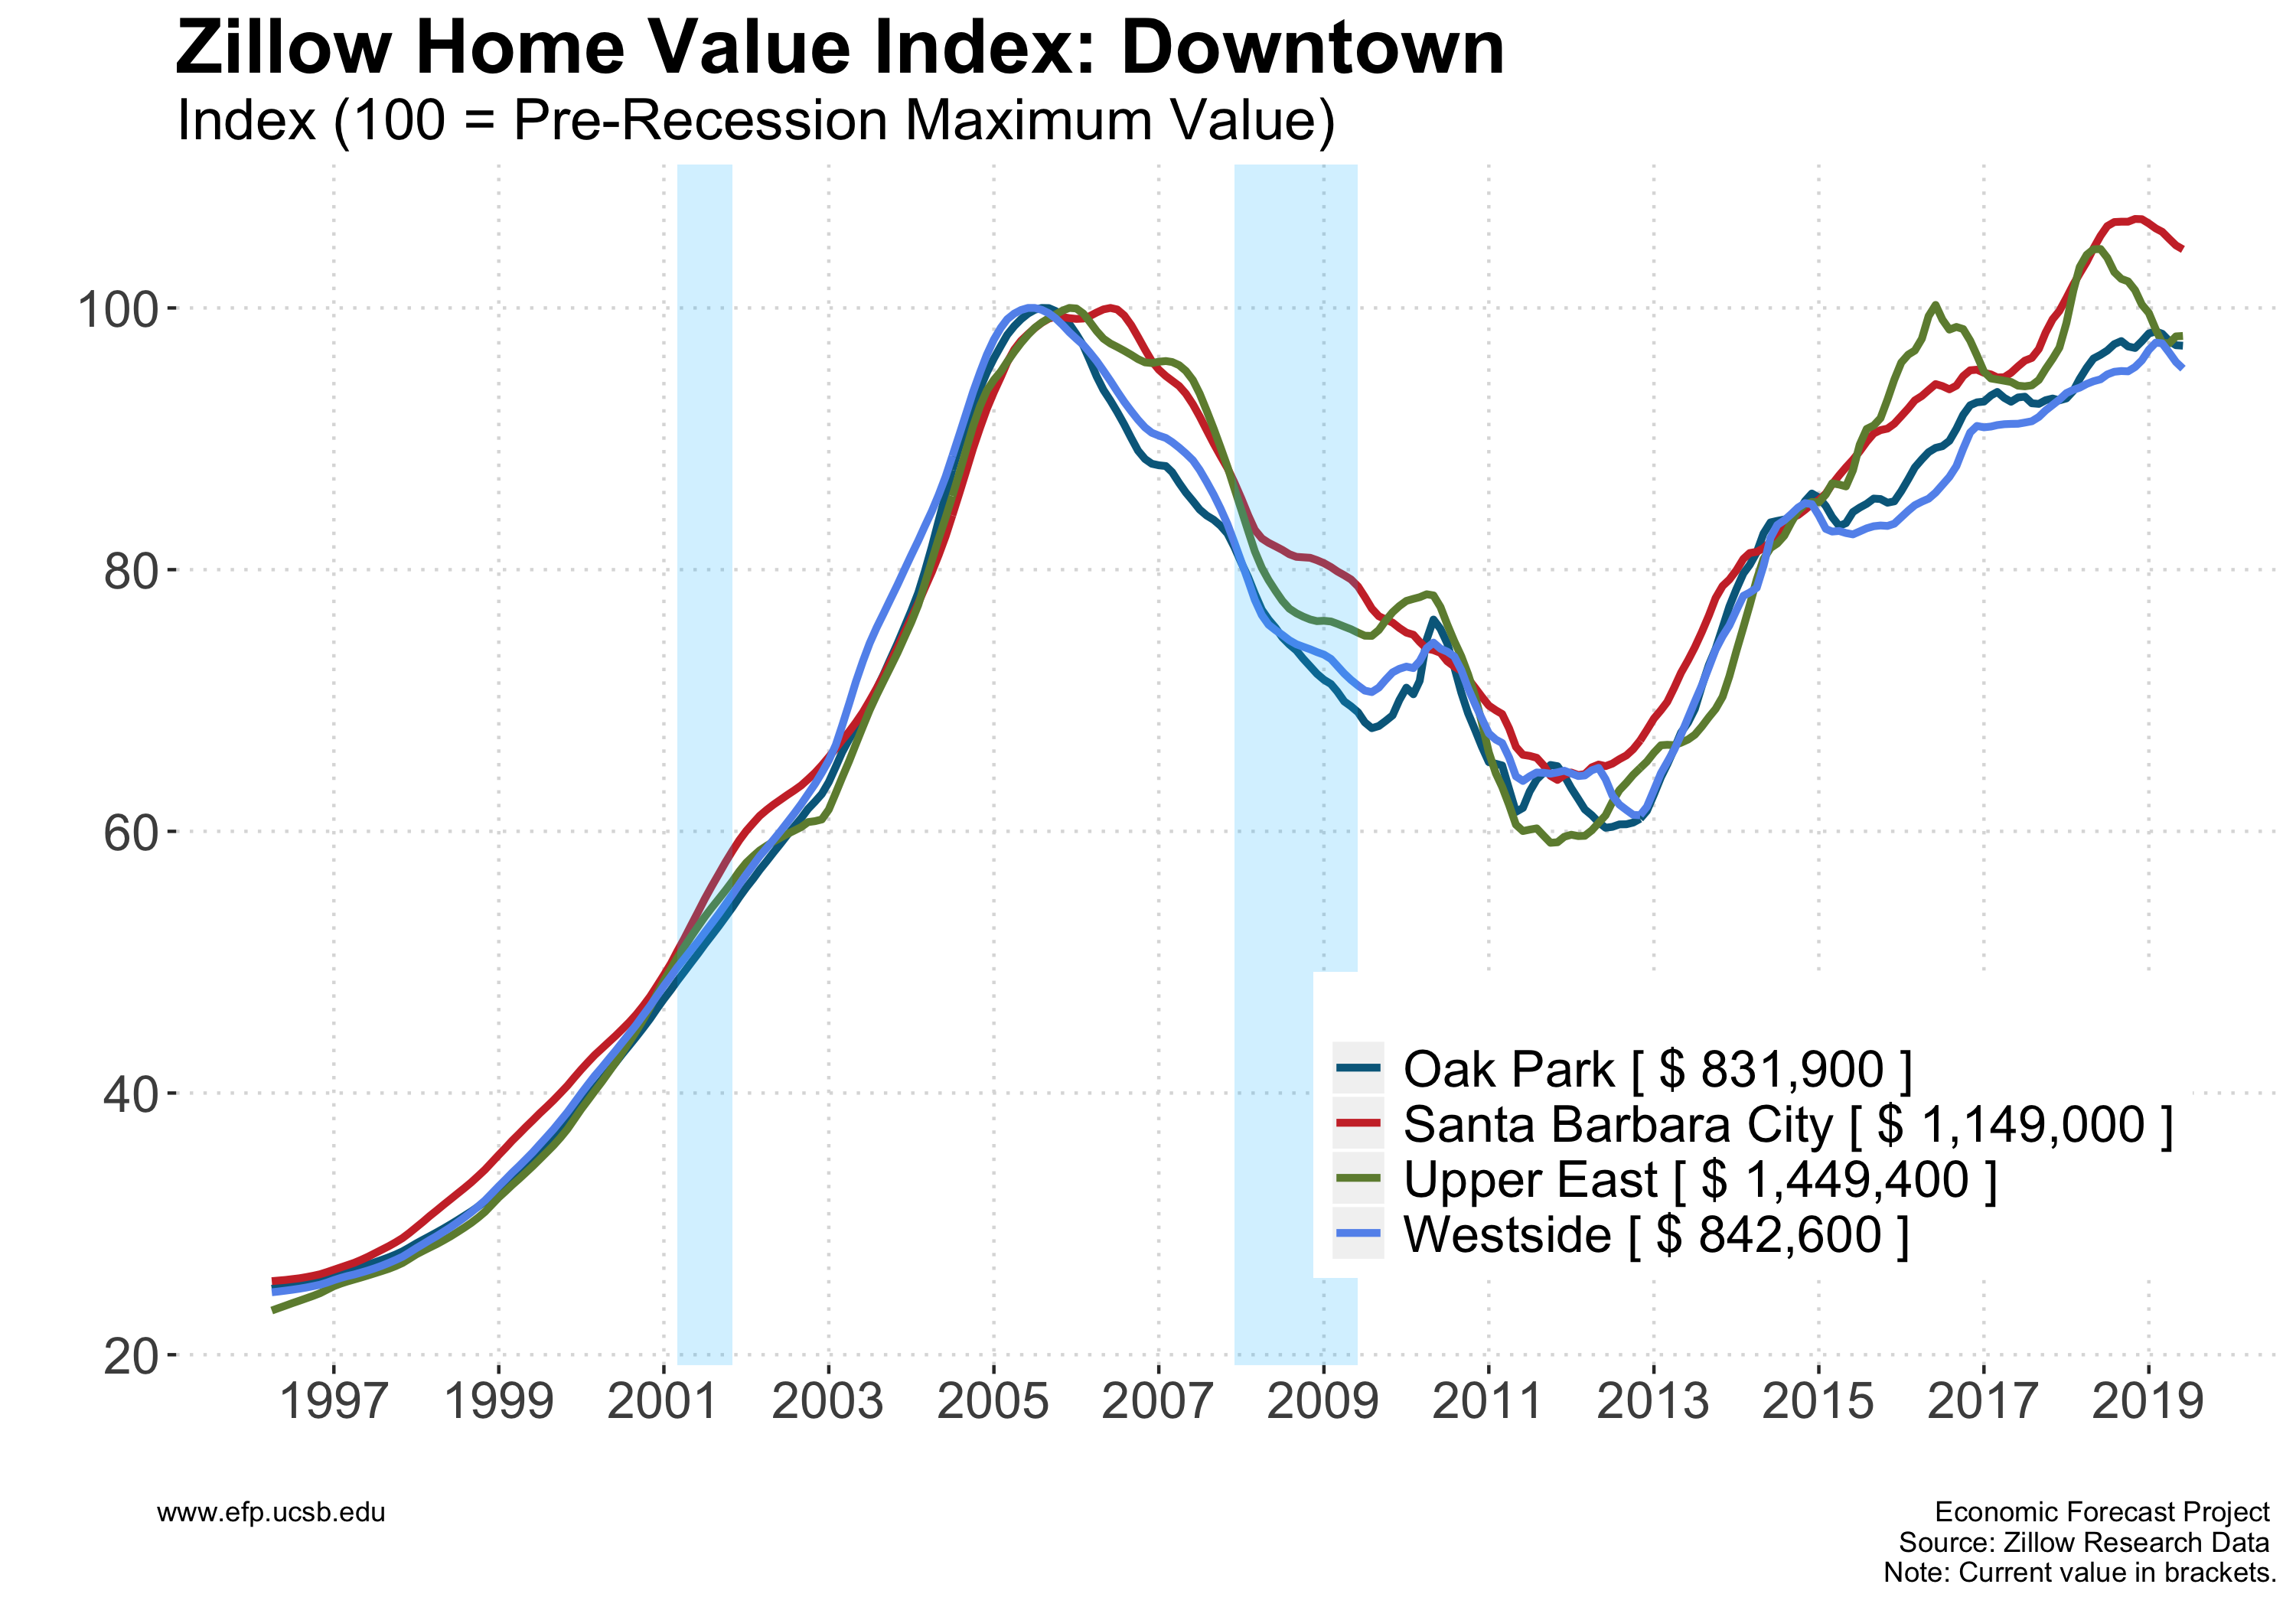 Zillow Home Value Index: Downtown
Index (100 = Pre-Recession Maximum Value)
100
80
60
40
20
Oak Park [ $ 831,900 ]
Santa Barbara City [ $ 1,149,000 ]
Upper East [ $ 1,449,400 ]
Westside [ $ 842,600 ]
1997 1999 2001 2003 2005 2007 2009 2011 2013 2015 2017 2019
www.efp.ucsb.edu
Economic Forecast Project
Source: Zillow Research Data
Note: Current value in brackets.